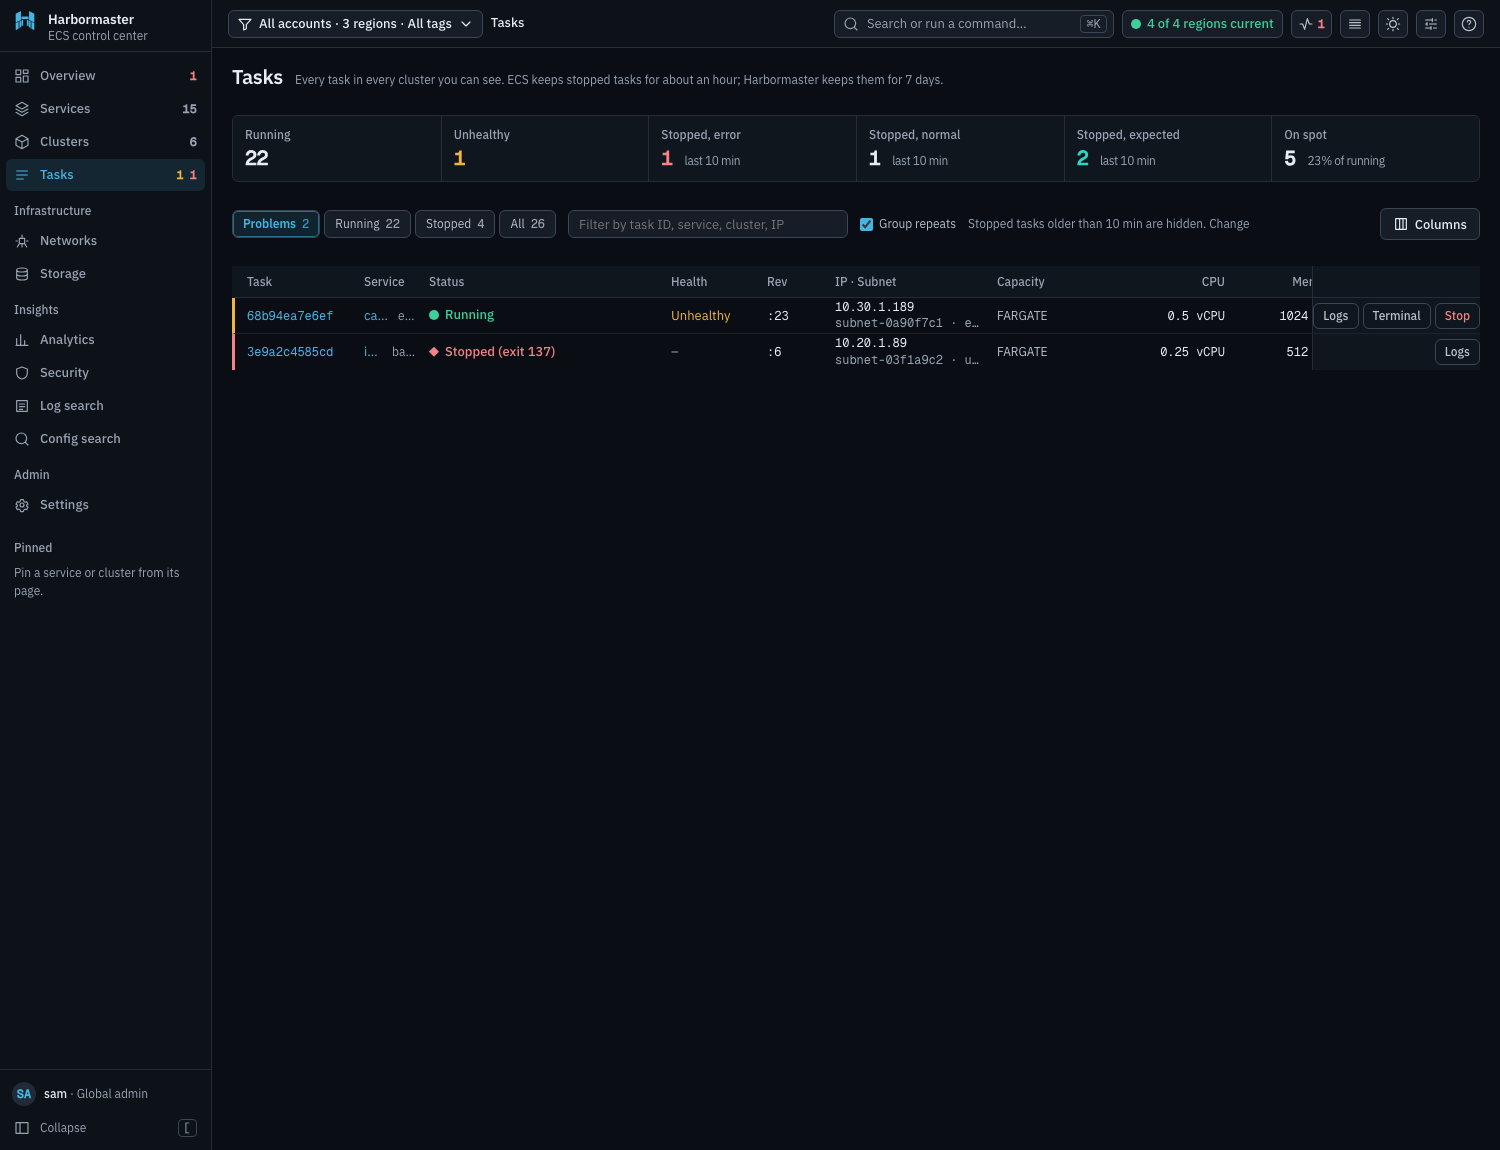 Harbormaster
ECS control center
All accounts · 3 regions · All tags
Tasks
Search or run a command...
⌘K
4 of 4 regions current
1
Overview 1
Services 15
Clusters 6
Tasks 1 1
Infrastructure
Networks
Storage
Insights
Analytics
Security
Log search
Config search
Admin
Settings
Pinned
Pin a service or cluster from its
page.
SA sam · Global admin
Collapse [
Tasks Every task in every cluster you can see. ECS keeps stopped tasks for about an hour; Harbormaster keeps them for 7 days.
Running
22
Unhealthy
1
Stopped, error
1 last 10 min
Stopped, normal
1 last 10 min
Stopped, expected
2 last 10 min
On spot
5 23% of running
Problems 2
Running 22
Stopped 4
All 26
Filter by task ID, service, cluster, IP
Group repeats
Stopped tasks older than 10 min are hidden. Change
Columns
Task Service Status Health Rev IP · Subnet Capacity CPU Mer
68b94ea7e6ef ca... e... Running Unhealthy :23 10.30.1.189 FARGATE 0.5 vCPU 1024 Logs Terminal Stop
subnet-0a90f7c1 · e...
3e9a2c4585cd i... ba... Stopped (exit 137) – :6 10.20.1.89 FARGATE 0.25 vCPU 512 Logs
subnet-03f1a9c2 · u...